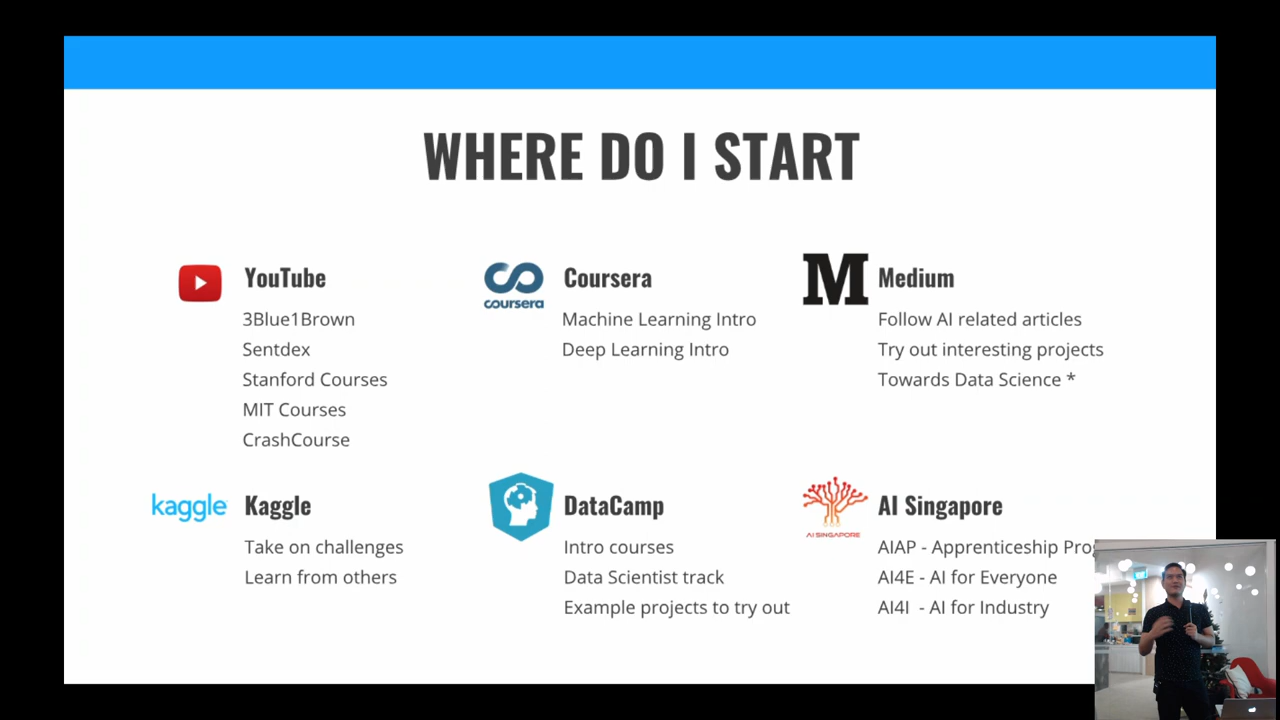 WHERE DO I START
YouTube
3Blue1Brown
Sentdex
Stanford Courses
MIT Courses
CrashCourse
coursera
Coursera
Machine Learning Intro
Deep Learning Intro
M
Medium
Follow AI related articles
Try out interesting projects
Towards Data Science *
kaggle
Kaggle
Take on challenges
Learn from others
DataCamp
Intro courses
Data Scientist track
Example projects to try out
AI SINGAPORE
AI Singapore
AIAP - Apprenticeship
AI4E - AI for Everyone
AI4I - AI for Industry